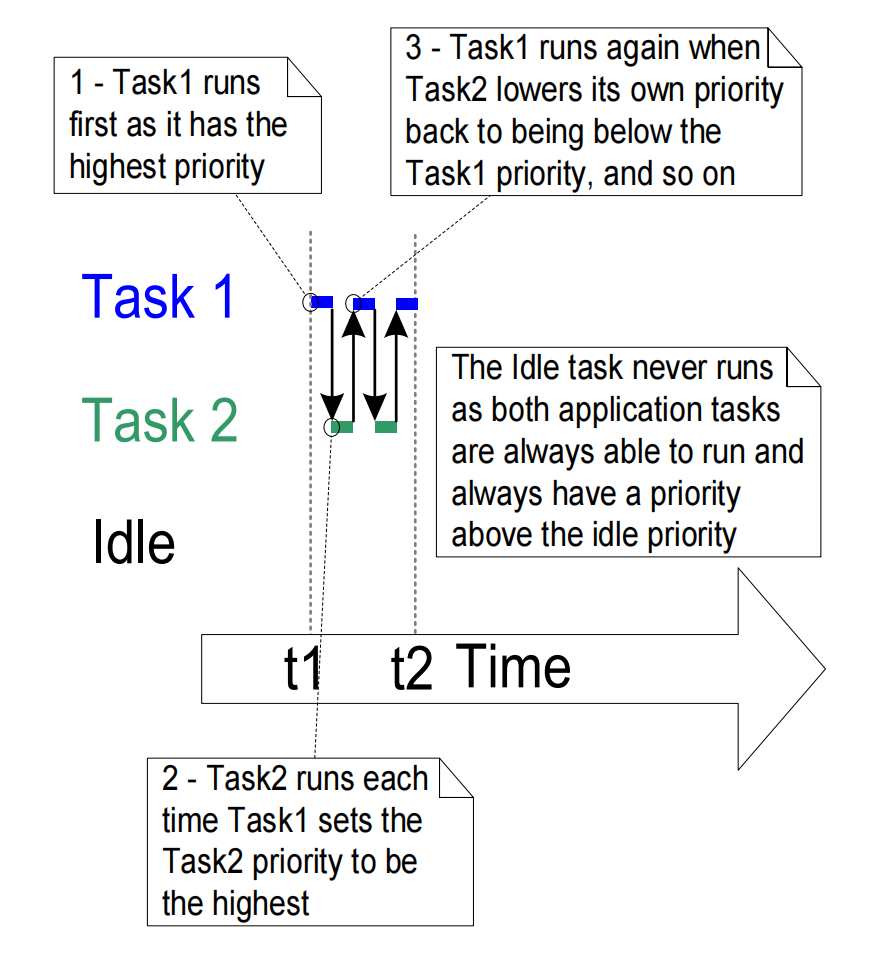 1 - Task1 runs
first as it has the
highest priority
3 - Task1 runs again when
Task2 lowers its own priority
back to being below the
Task1 priority, and so on
Task 1
Task 2
Idle
The Idle task never runs
as both application tasks
are always able to run and
always have a priority
above the idle priority
t1 t2 Time
2 - Task2 runs each
time Task1 sets the
Task2 priority to be
the highest